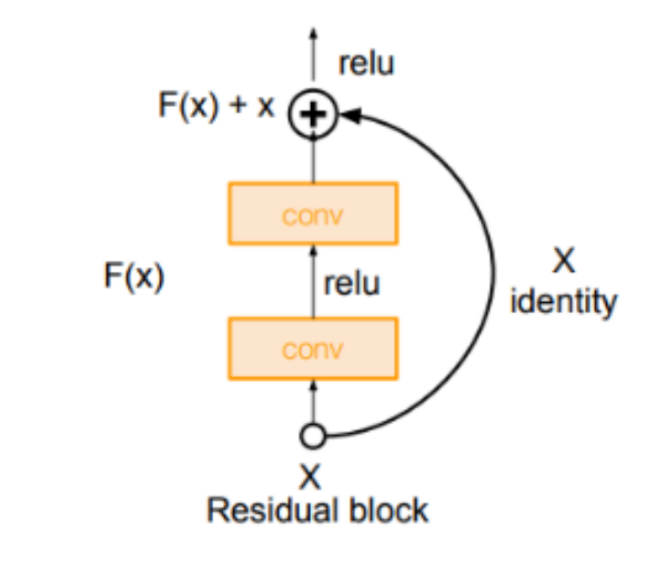 relu
F(x) + x
conv
F(x)
relu
X
identity
conv
X
Residual block